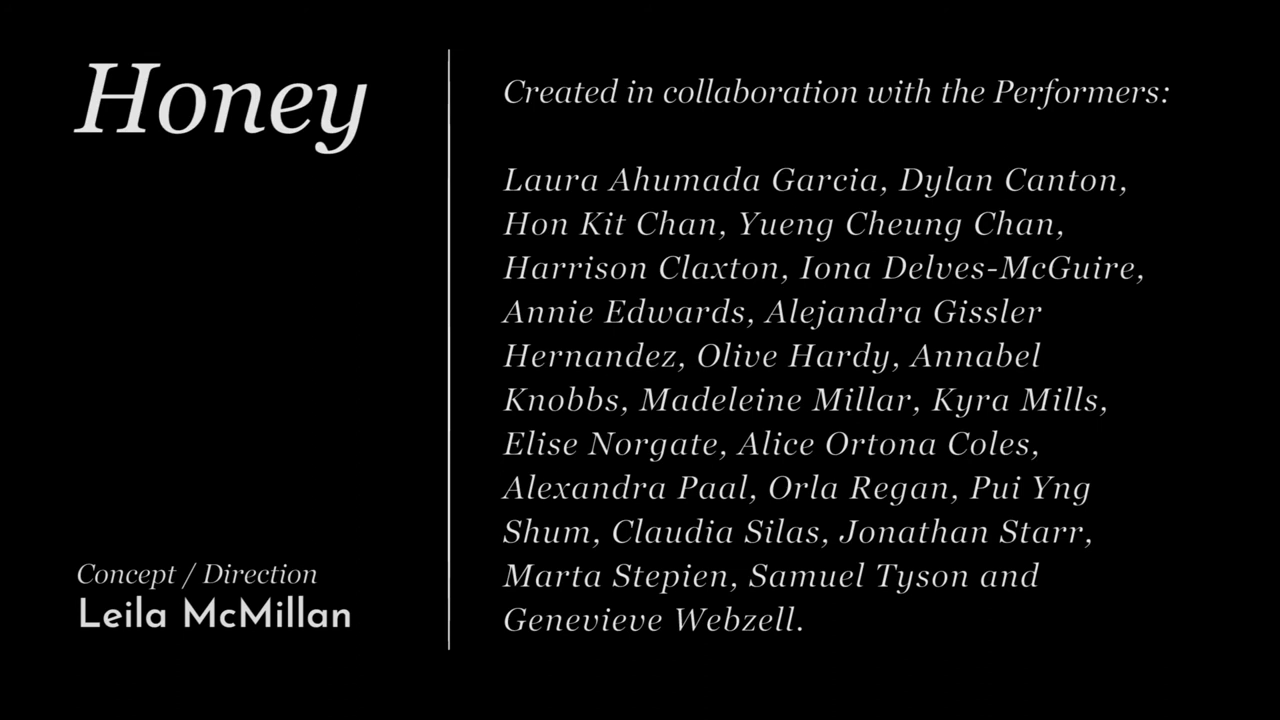 Honey
Concept / Direction
Leila McMillan
Created in collaboration with the Performers:
Laura Ahumada Garcia, Dylan Canton,
Hon Kit Chan, Yueng Cheung Chan,
Harrison Claxton, Iona Delves-McGuire,
Annie Edwards, Alejandra Gissler
Hernandez, Olive Hardy, Annabel
Knobbs, Madeleine Millar, Kyra Mills,
Elise Norgate, Alice Ortona Coles,
Alexandra Paal, Orla Regan, Pui Yng
Shum, Claudia Silas, Jonathan Starr,
Marta Stepien, Samuel Tyson and
Genevieve Webzell.